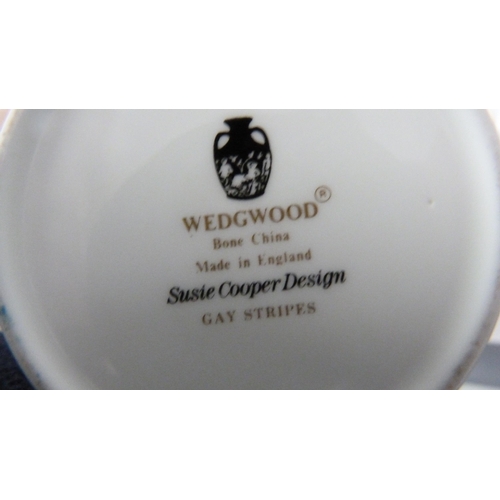 WEDGWOOD®
Bone China
Made in England
Susie Cooper Design
GAY STRIPES